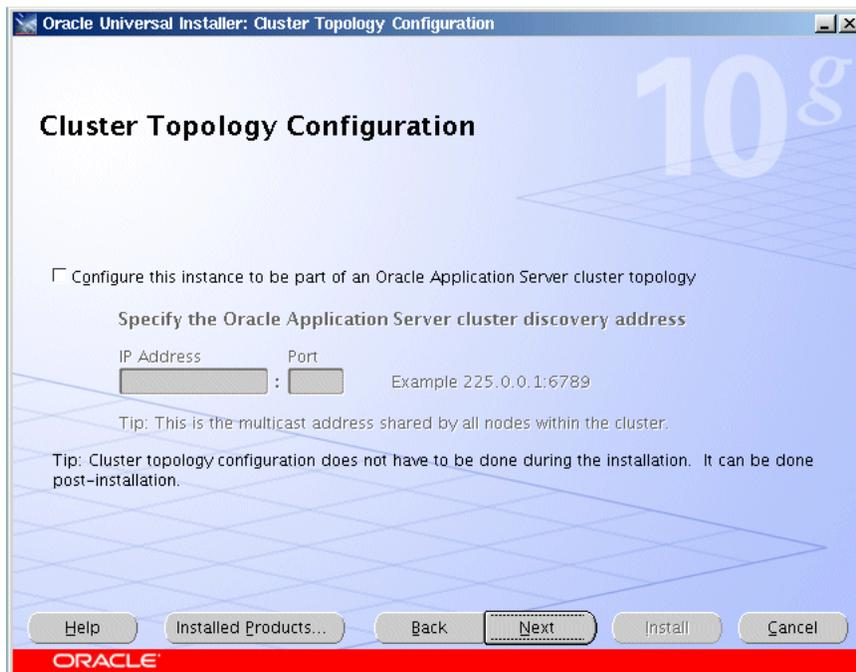 Oracle Universal Installer: Cluster Topology Configuration
10g
Cluster Topology Configuration
Configure this instance to be part of an Oracle Application Server cluster topology
Specify the Oracle Application Server cluster discovery address
IP Address Port
: Example 225.0.0.1:6789
Tip: This is the multicast address shared by all nodes within the cluster.
Tip: Cluster topology configuration does not have to be done during the installation. It can be done
post-installation.
Help Installed Products... Back Next Install Cancel
ORACLE